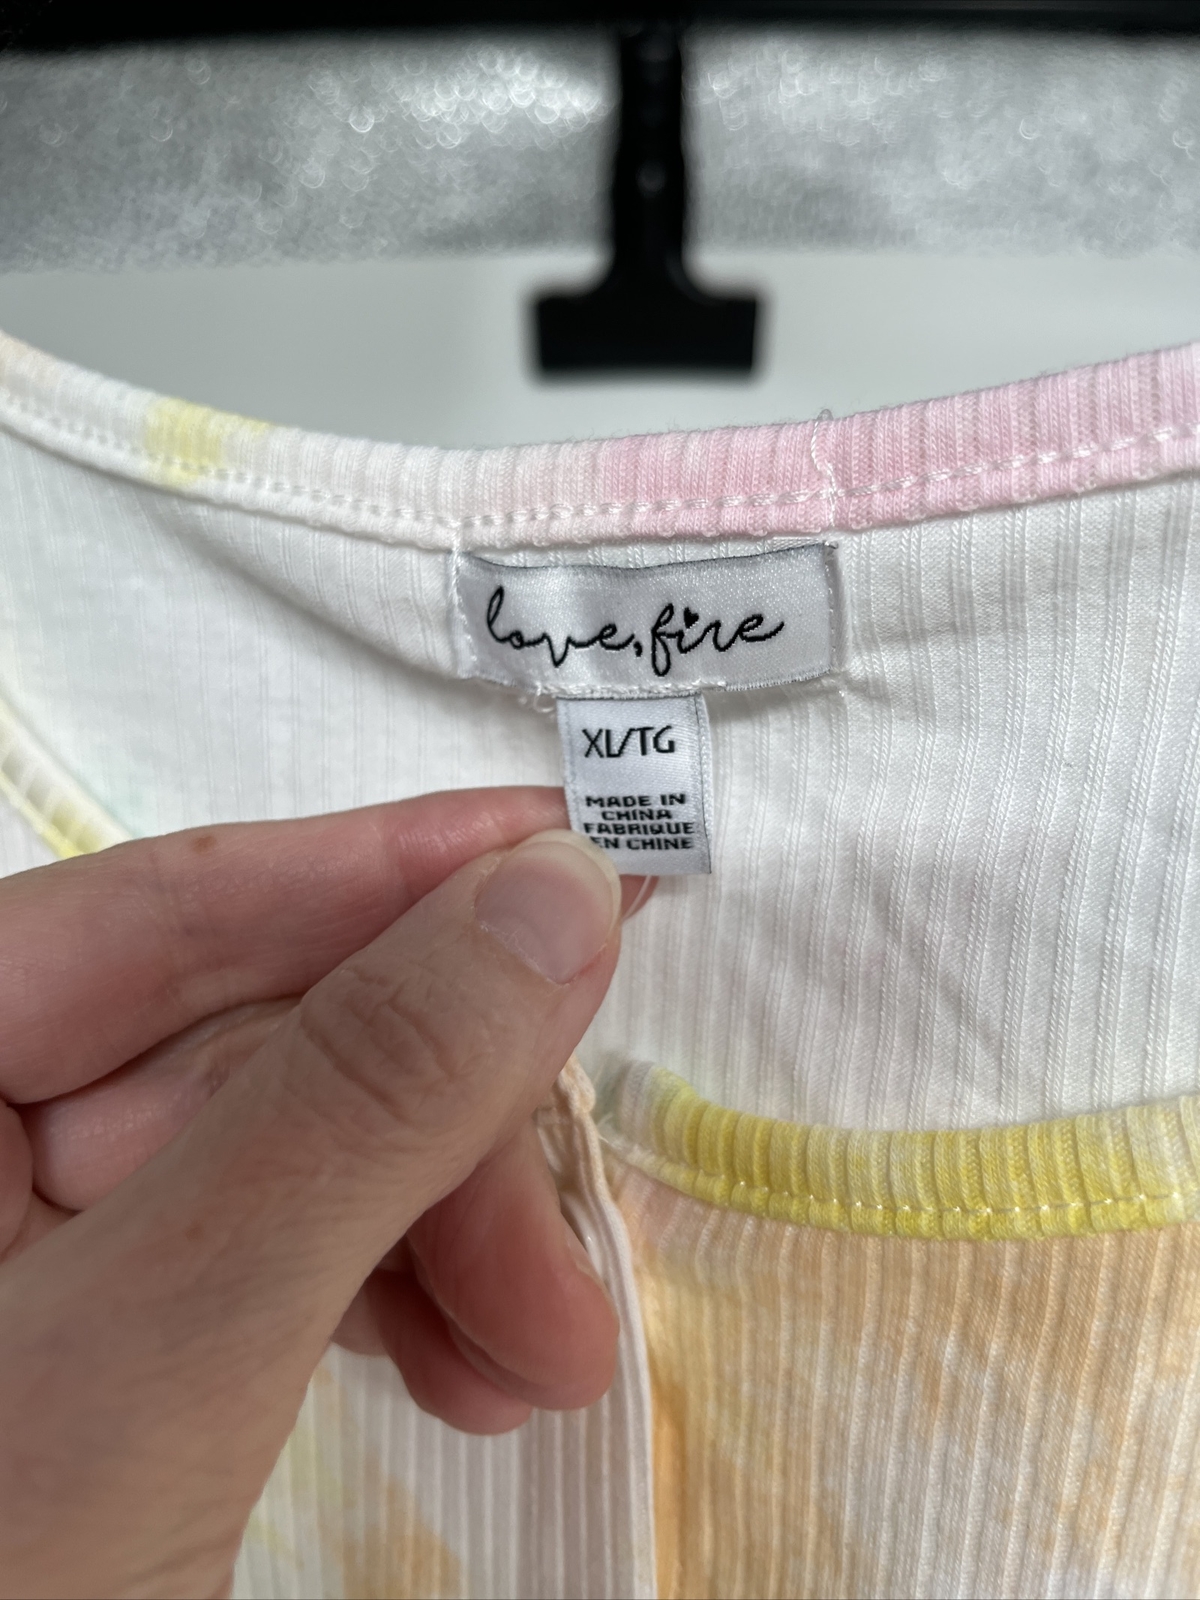 love, fire
XL/TG
MADE IN
CHINA
FABRIQUE
EN CHINE